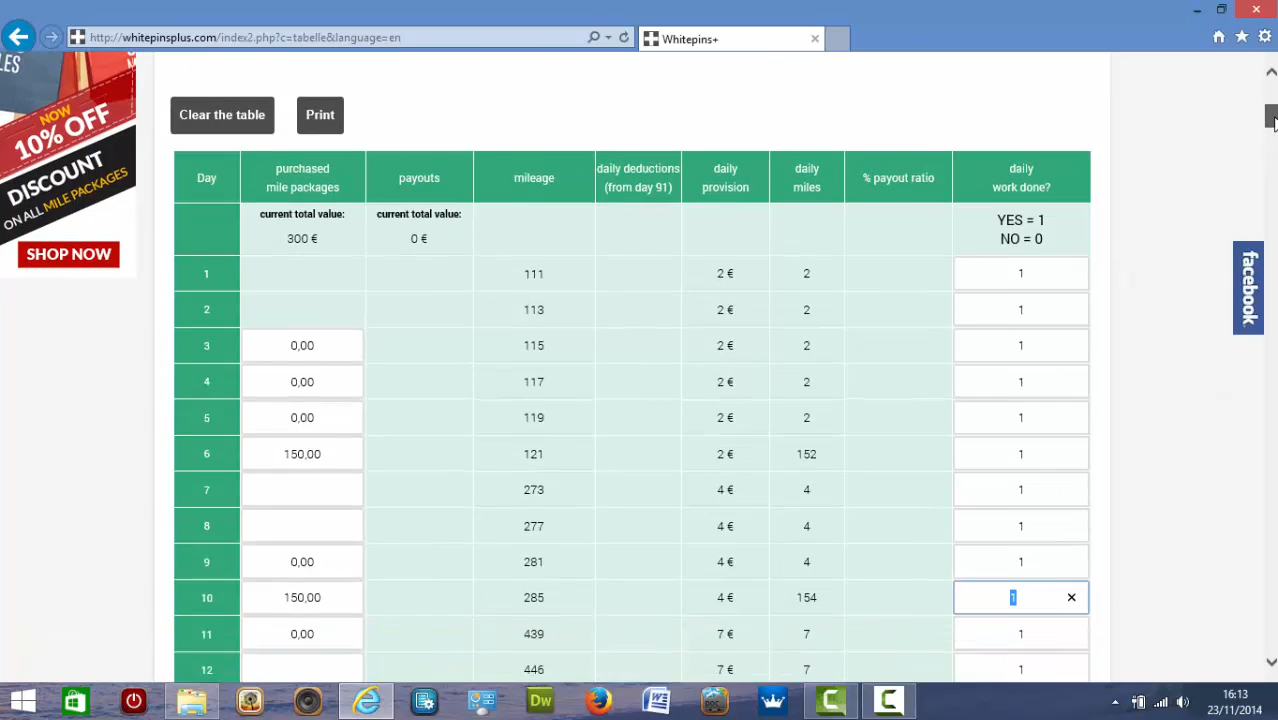 http://whitepinsplus.com/index2.php?c=tabelle&language=en
Whitepins+
LES
NOW
10% OFF
DISCOUNT
ON ALL MILE PACKAGES
SHOP NOW
Clear the table
Print
Day
purchased
mile packages
payouts
mileage
daily deductions
(from day 91)
daily
provision
daily
miles
% payout ratio
daily
work done?
current total value:
300 €
current total value:
0 €
YES = 1
NO = 0
1 111 2 € 2 1
2 113 2 € 2 1
3 0,00 115 2 € 2 1
4 0,00 117 2 € 2 1
5 0,00 119 2 € 2 1
6 150,00 121 2 € 152 1
7 273 4 € 4 1
8 277 4 € 4 1
9 0,00 281 4 € 4 1
10 150,00 285 4 € 154 1
11 0,00 439 7 € 7 1
12 446 7 € 7 1
facebook
Dw
DOC
16:13
23/11/2014